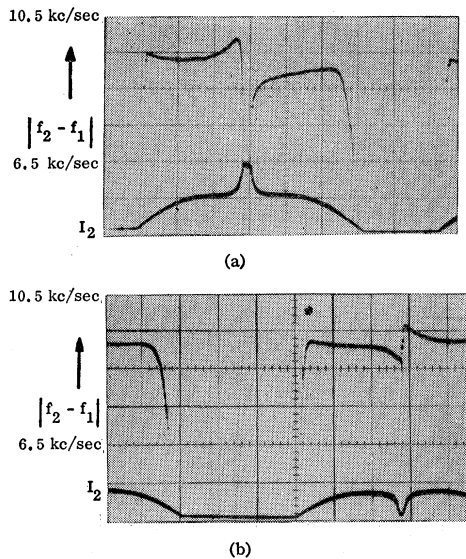 10.5 kc/sec
|f₂ - f₁|
6.5 kc/sec
I₂
(a)
10.5 kc/sec
|f₂ - f₁|
6.5 kc/sec
I₂
(b)